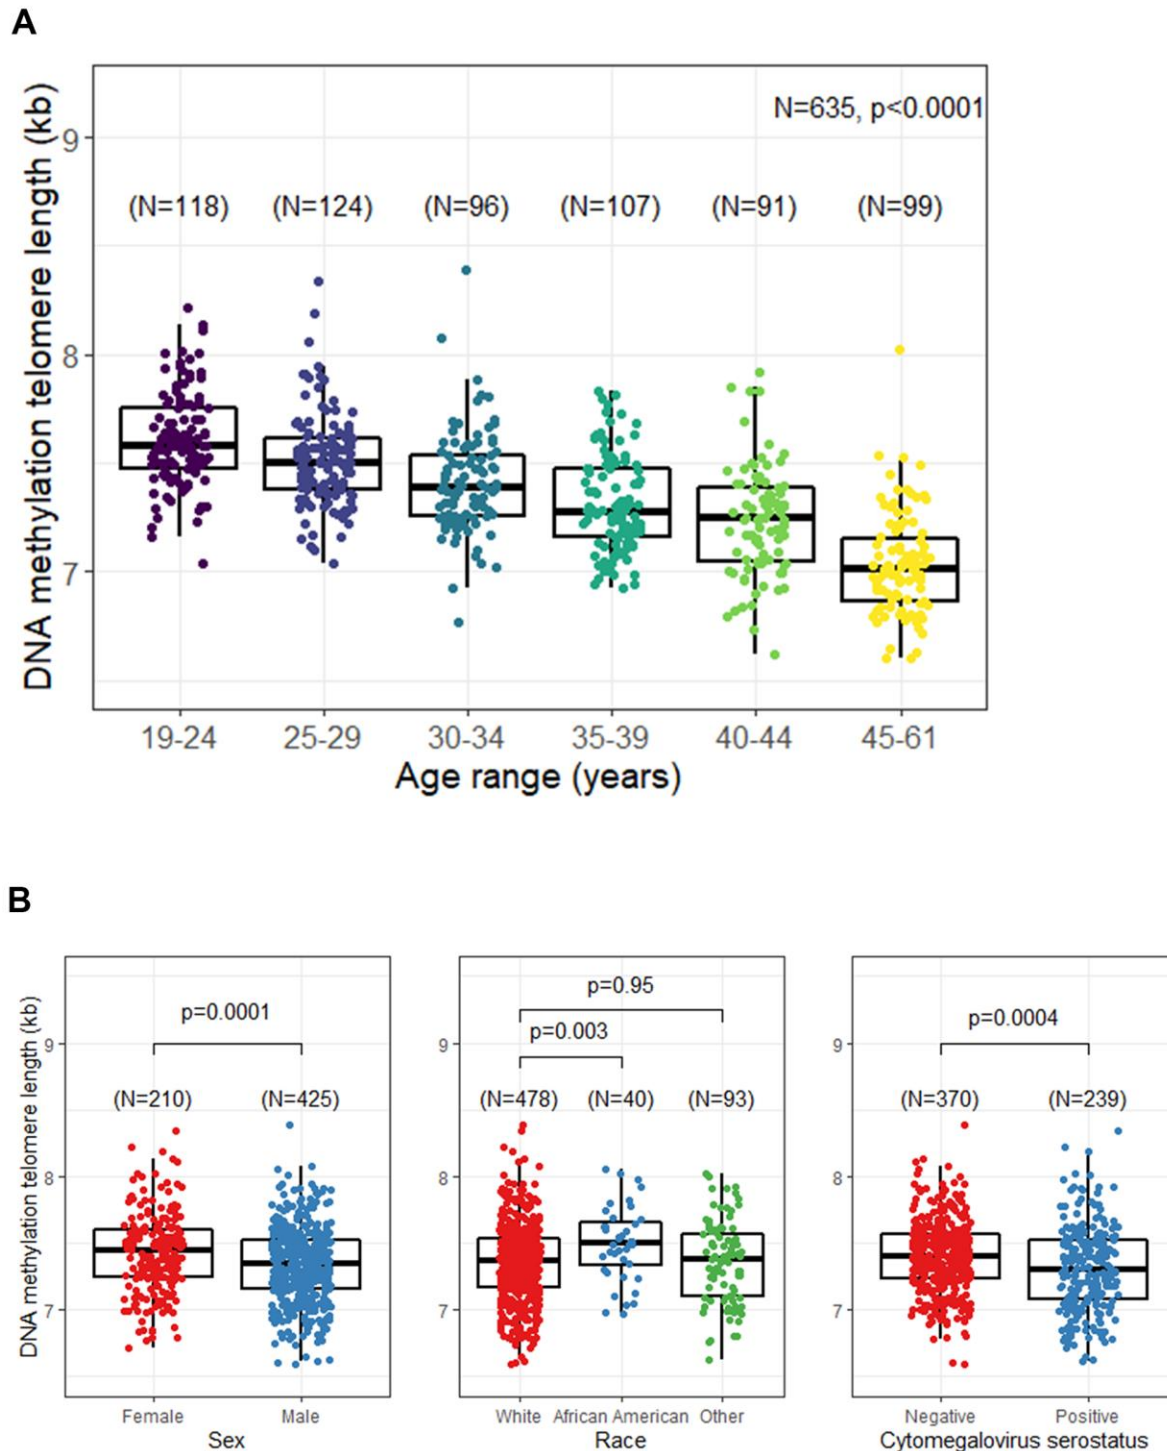 A
DNA methylation telomere length (kb)
N=635, p<0.0001
9
(N=118) (N=124) (N=96) (N=107) (N=91) (N=99)
8
7
19-24 25-29 30-34 35-39 40-44 45-61
Age range (years)
B
DNA methylation telomere length (kb)
p=0.0001
9
(N=210) (N=425)
8
7
Female Male
Sex
p=0.95
p=0.003
9
(N=478) (N=40) (N=93)
8
7
White African American Other
Race
p=0.0004
9
(N=370) (N=239)
8
7
Negative Positive
Cytomegalovirus serostatus